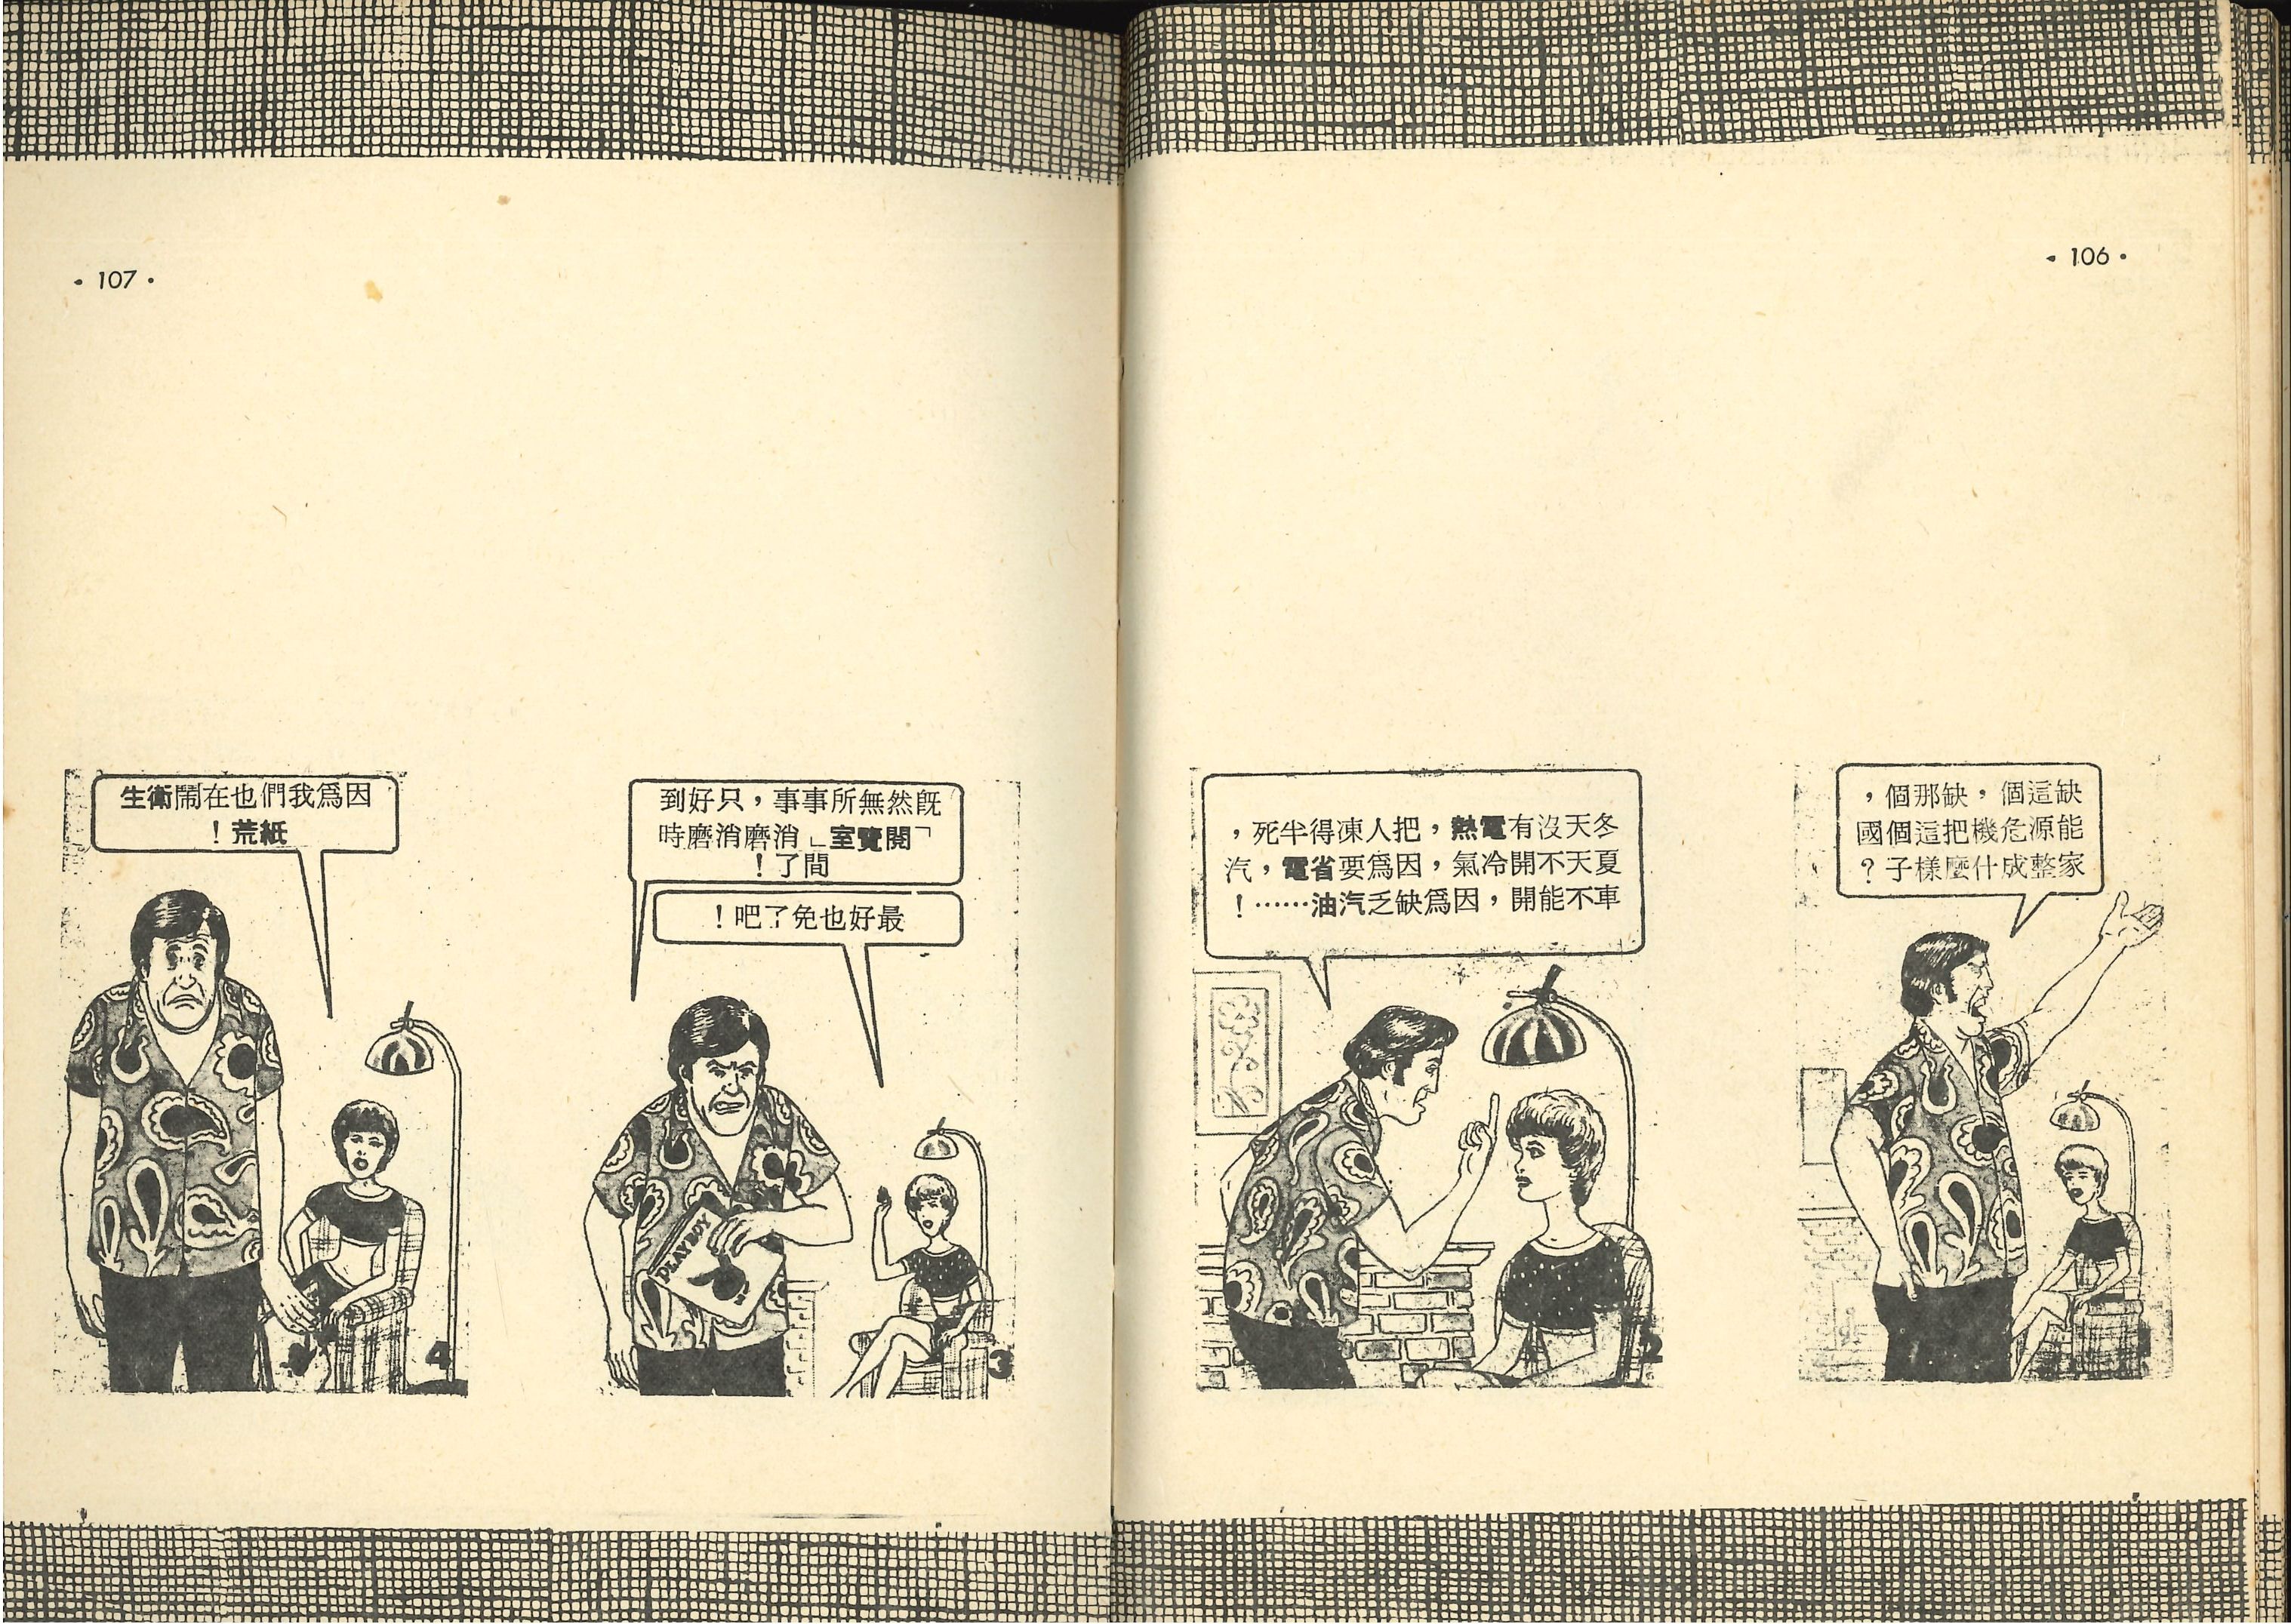 • 106 •
缺這個，缺那個，
能源危機把這個國
家整成什麼樣子？
冬天沒有電熱，把人凍得半死，
夏天不開冷氣，因爲要省電，汽
車不能開，因爲缺乏汽油……！
2
• 107 •
旣然無所事事，只好到
「閱覽室」消磨消磨時
間了！
最好也免了吧！
PLAYBOY
3
因爲我們也在鬧衛生
紙荒！
4